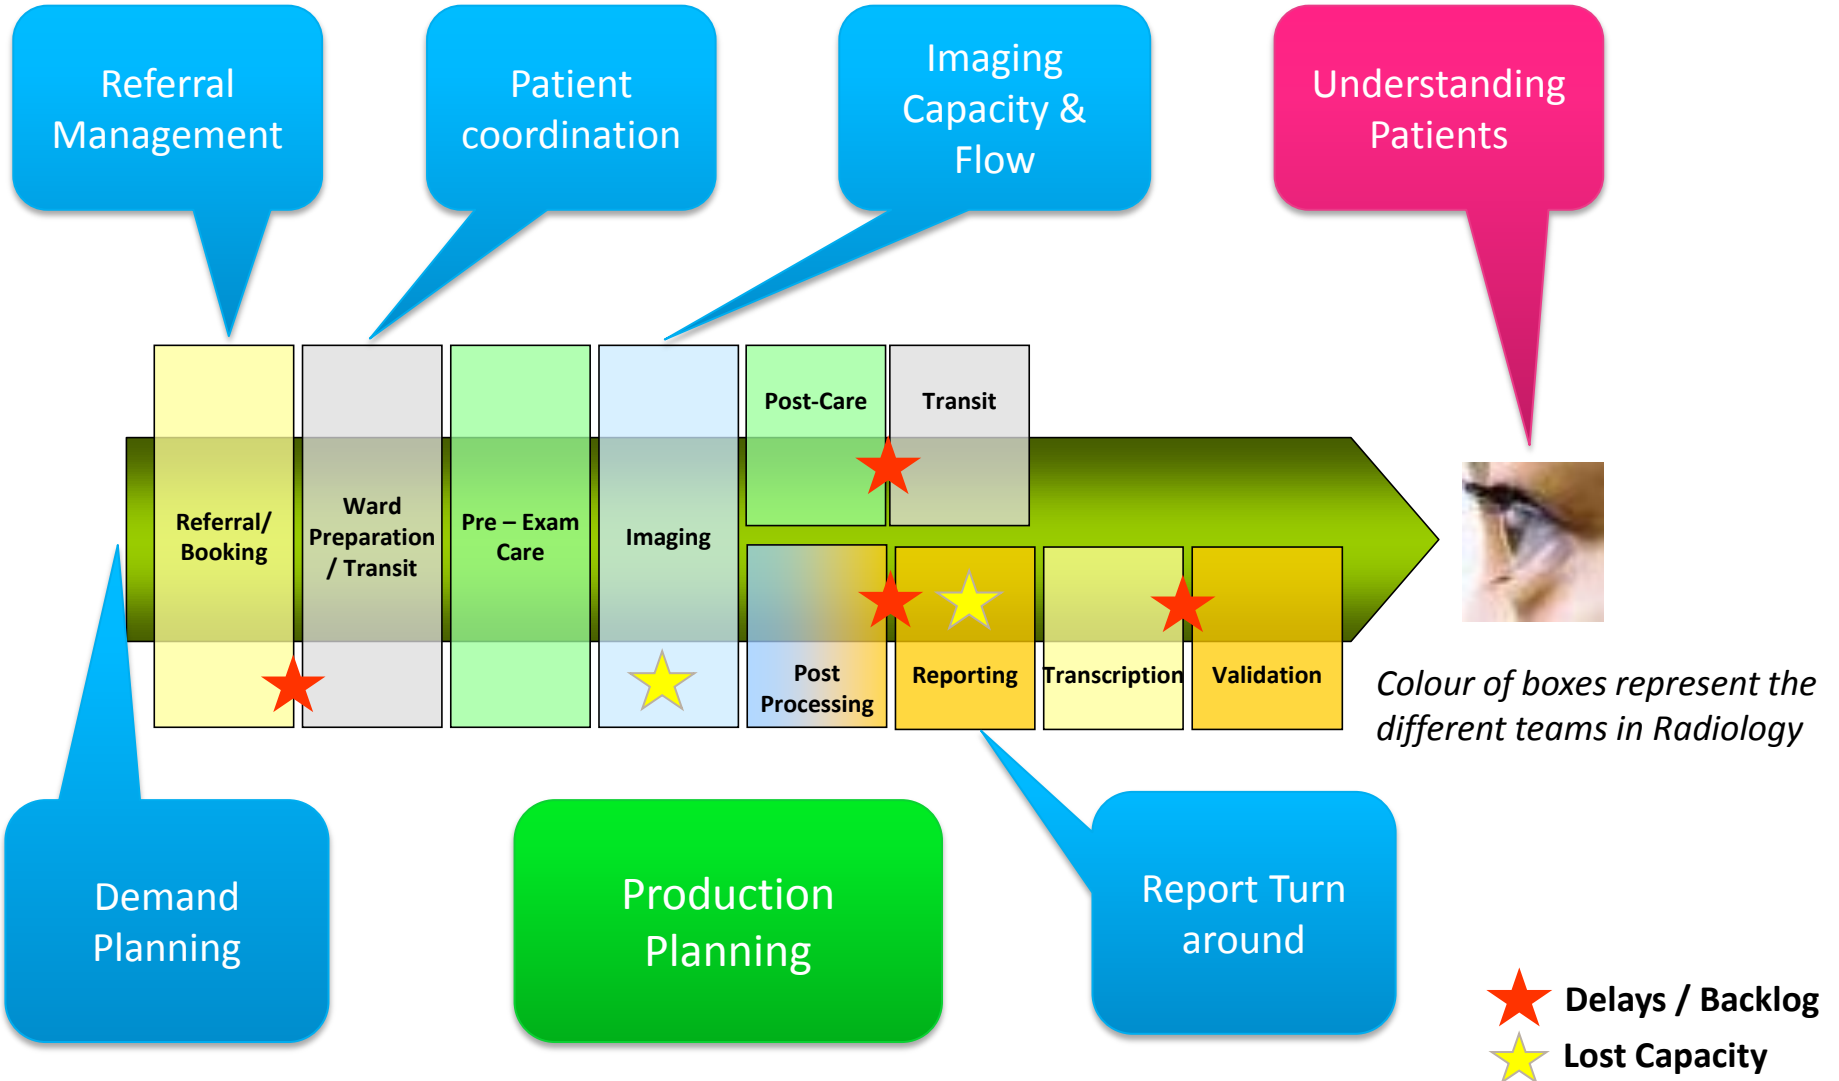 Referral
Management
Patient
coordination
Imaging
Capacity &
Flow
Understanding
Patients
Referral/
Booking
Ward
Preparation
/ Transit
Pre – Exam
Care
Imaging
Post-Care
Transit
Post
Processing
Reporting
Transcription
Validation
Colour of boxes represent the
different teams in Radiology
Demand
Planning
Production
Planning
Report Turn
around
Delays / Backlog
Lost Capacity